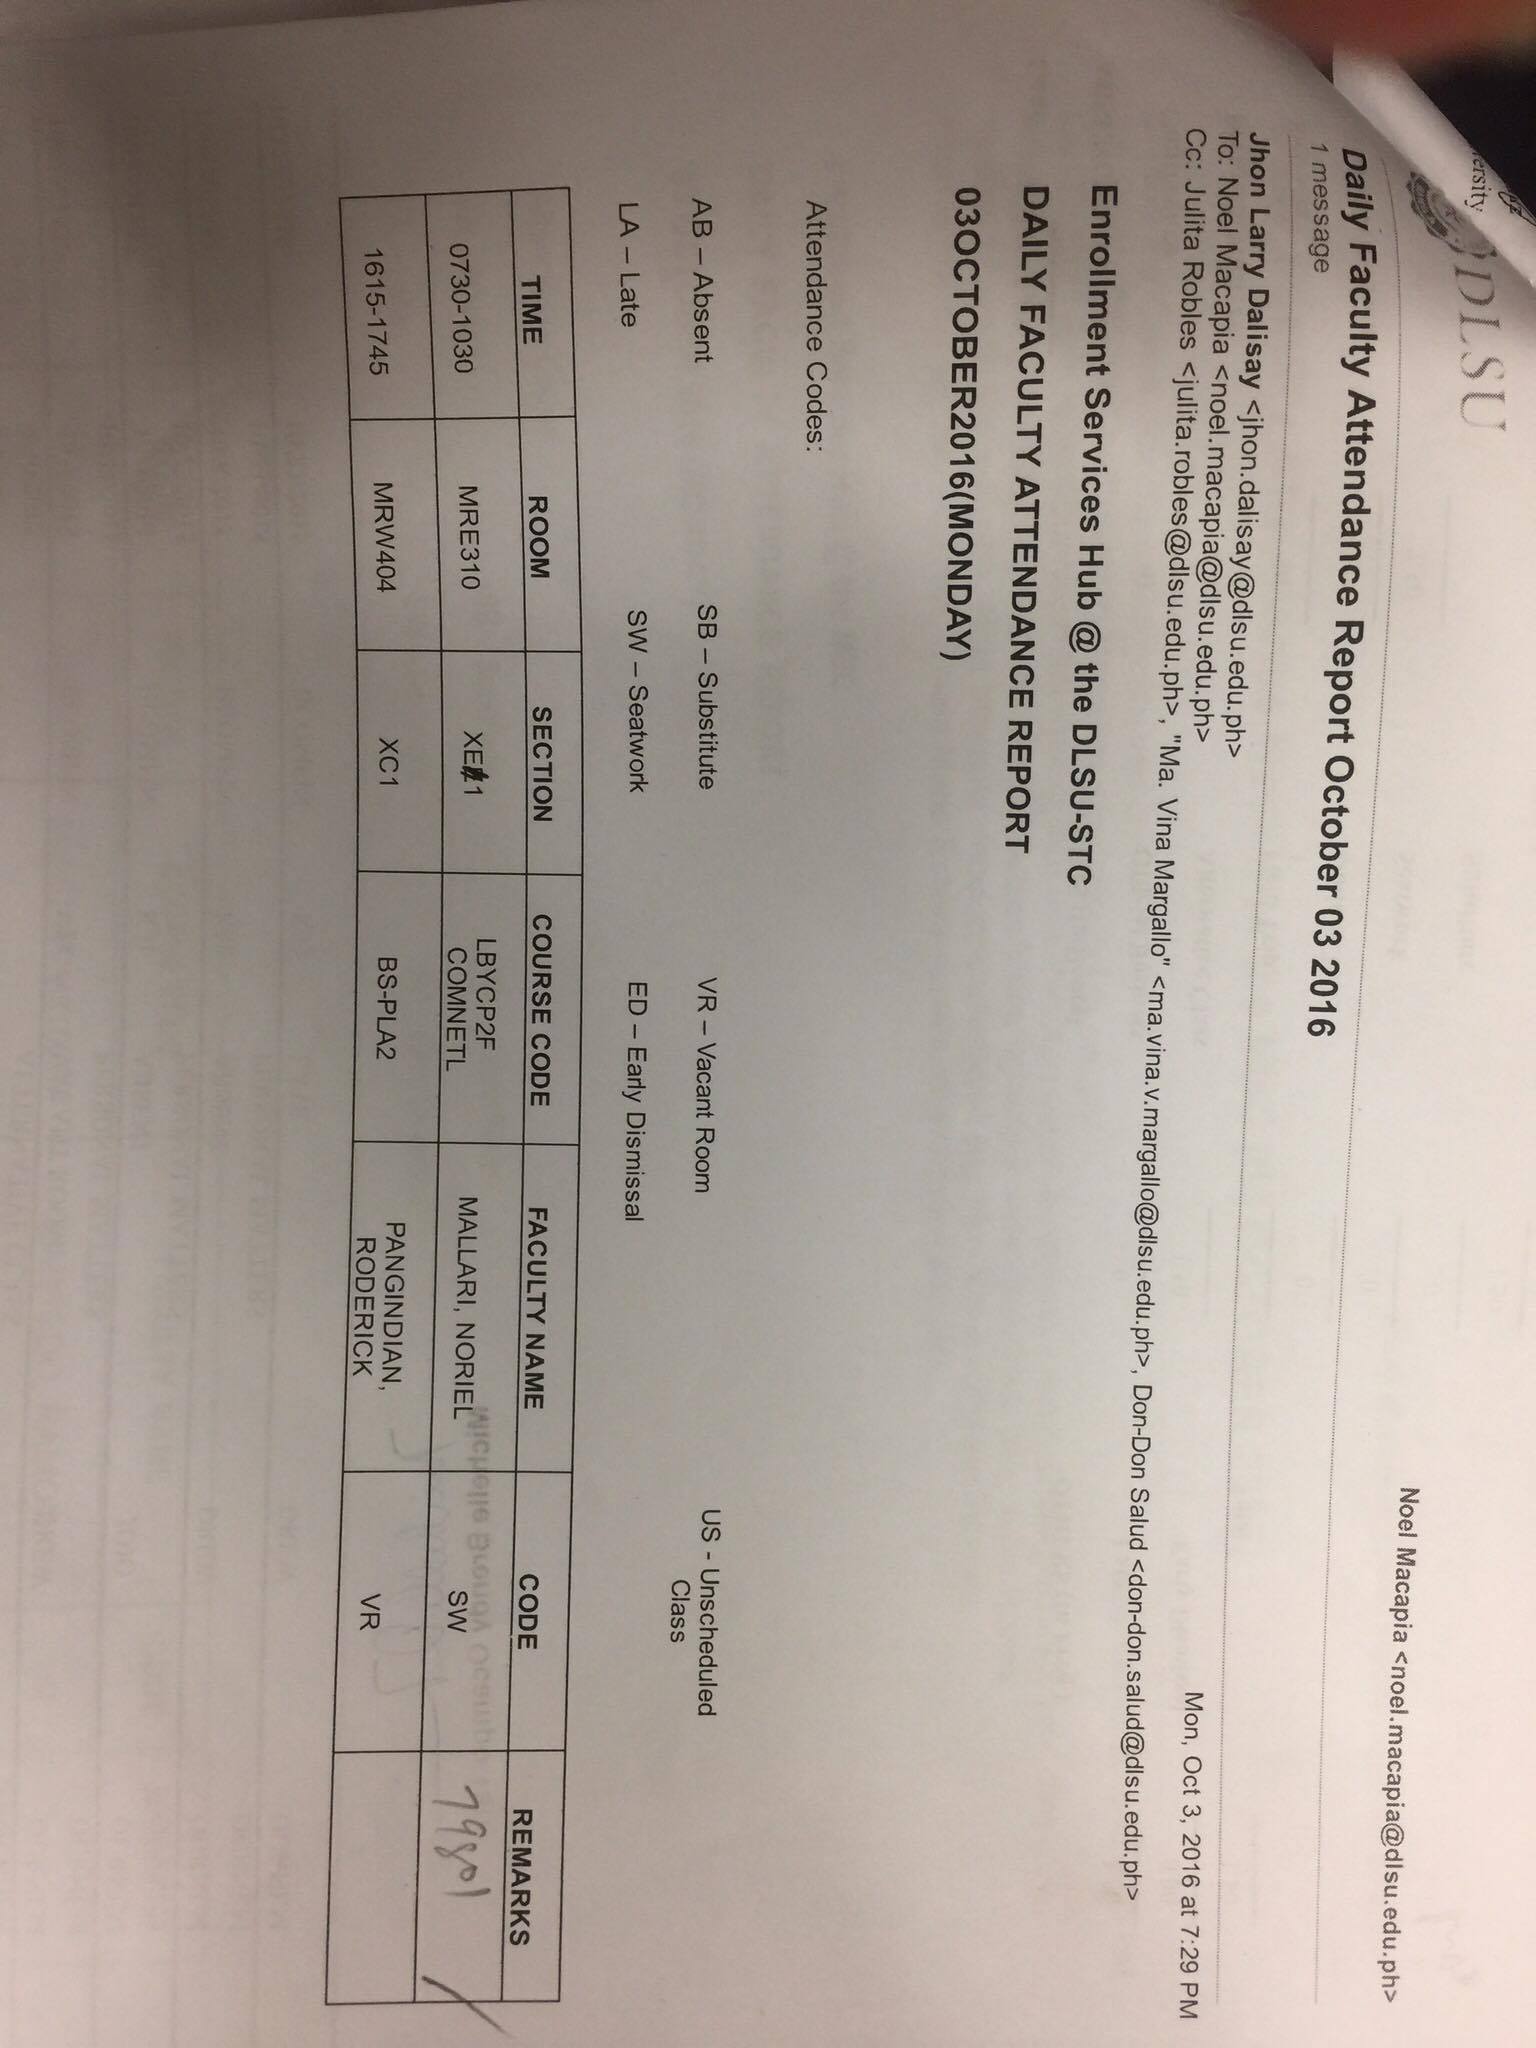 ersity
DLSU
Noel Macapia <noel.macapia@dlsu.edu.ph>
Daily Faculty Attendance Report October 03 2016
1 message
Jhon Larry Dalisay <jhon.dalisay@dlsu.edu.ph>
To: Noel Macapia <noel.macapia@dlsu.edu.ph>
Cc: Julita Robles <julita.robles@dlsu.edu.ph>, "Ma. Vina Margallo" <ma.vina.v.margallo@dlsu.edu.ph>, Don-Don Salud <don-don.salud@dlsu.edu.ph>
Mon, Oct 3, 2016 at 7:29 PM
Enrollment Services Hub @ the DLSU-STC
DAILY FACULTY ATTENDANCE REPORT
03OCTOBER2016(MONDAY)
Attendance Codes:
AB – Absent SB – Substitute VR – Vacant Room US - Unscheduled
Class
LA – Late SW – Seatwork ED – Early Dismissal
TIME ROOM SECTION COURSE CODE FACULTY NAME CODE REMARKS
0730-1030 MRE310 LBYCP2F
COMNETL MALLARI, NORIEL SW 79801
1615-1745 MRW404 XC1 BS-PLA2 PANGINDIAN,
RODERICK VR